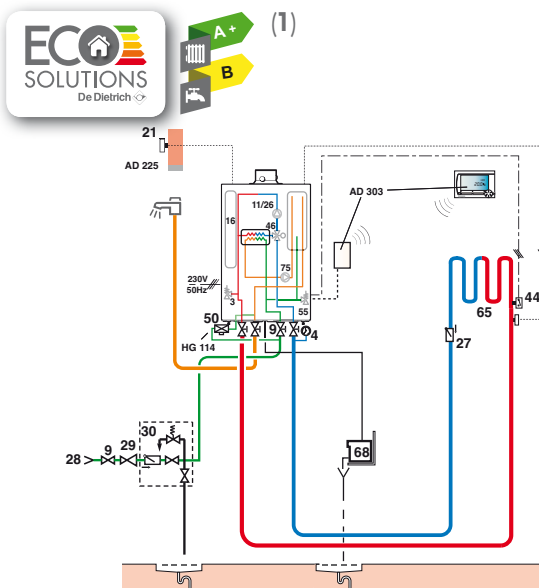 ECO
SOLUTIONS
De Dietrich
A+
B
(1)
21
AD 225
11/26
46
16
75
230V
50Hz
3
55
AD 303
50
HG 114
9
4
65
44
27
30
28
9
29
68